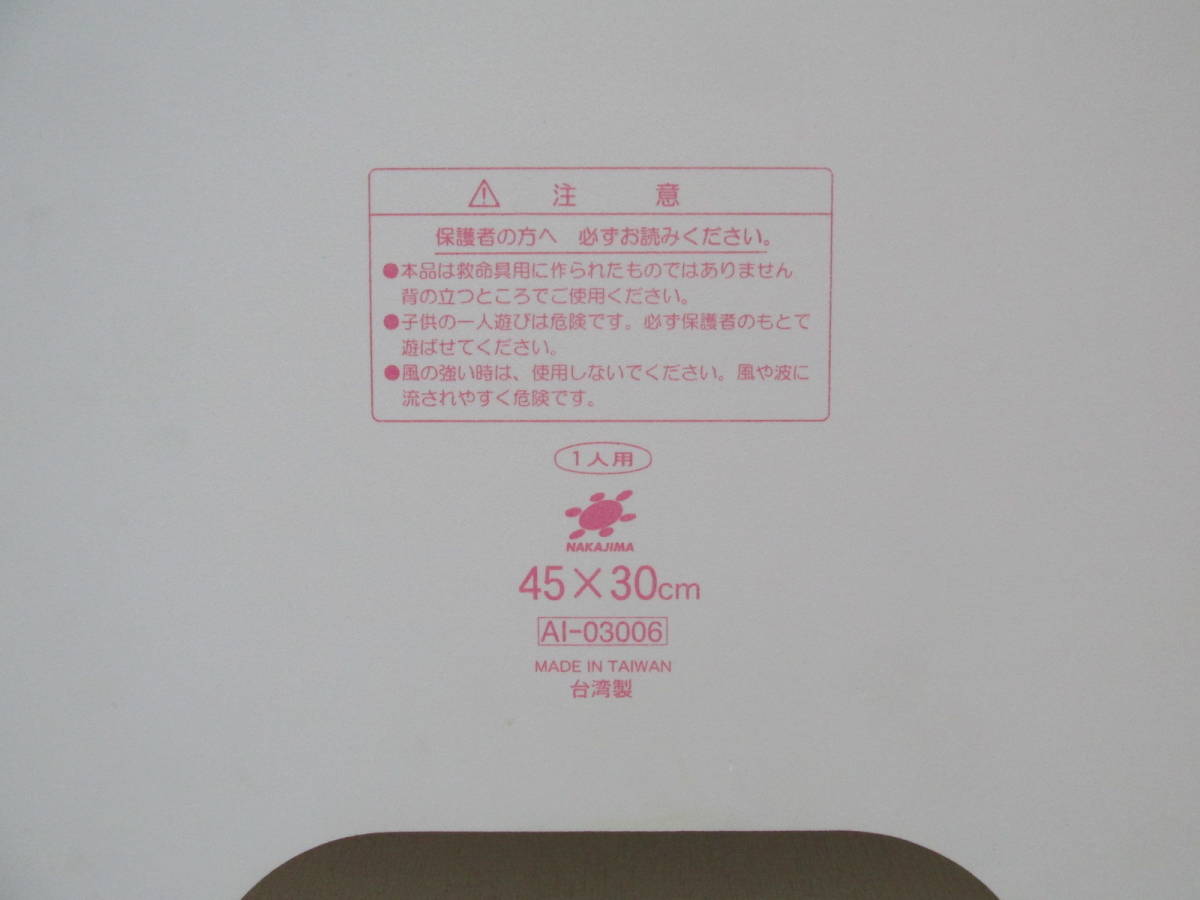 注意
保護者の方へ 必ずお読みください。
●本品は救命具用に作られたものではありません
背の立つところでご使用ください。
●子供の一人遊びは危険です。必ず保護者のもとで
遊ばせてください。
●風の強い時は、使用しないでください。風や波に
流されやすく危険です。
1人用
NAKAJIMA
45×30cm
AI-03006
MADE IN TAIWAN
台湾製